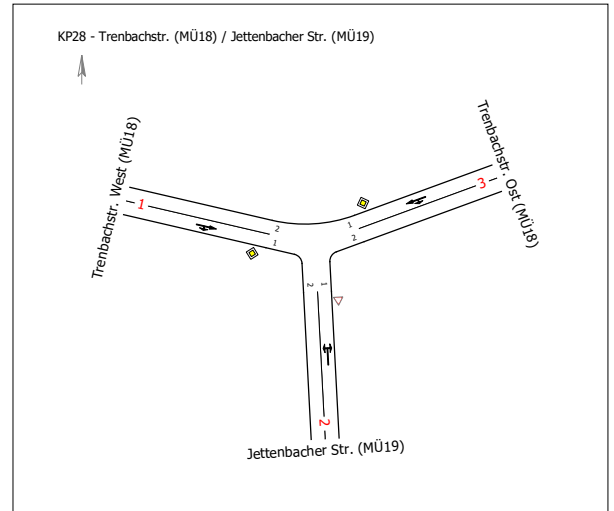 KP28 - Trenbachstr. (MÜ18) / Jettenbacher Str. (MÜ19)
Trenbachstr. West (MÜ18)
1
2
1
Trenbachstr. Ost (MÜ18)
3
1
2
2
1
2
Jettenbacher Str. (MÜ19)